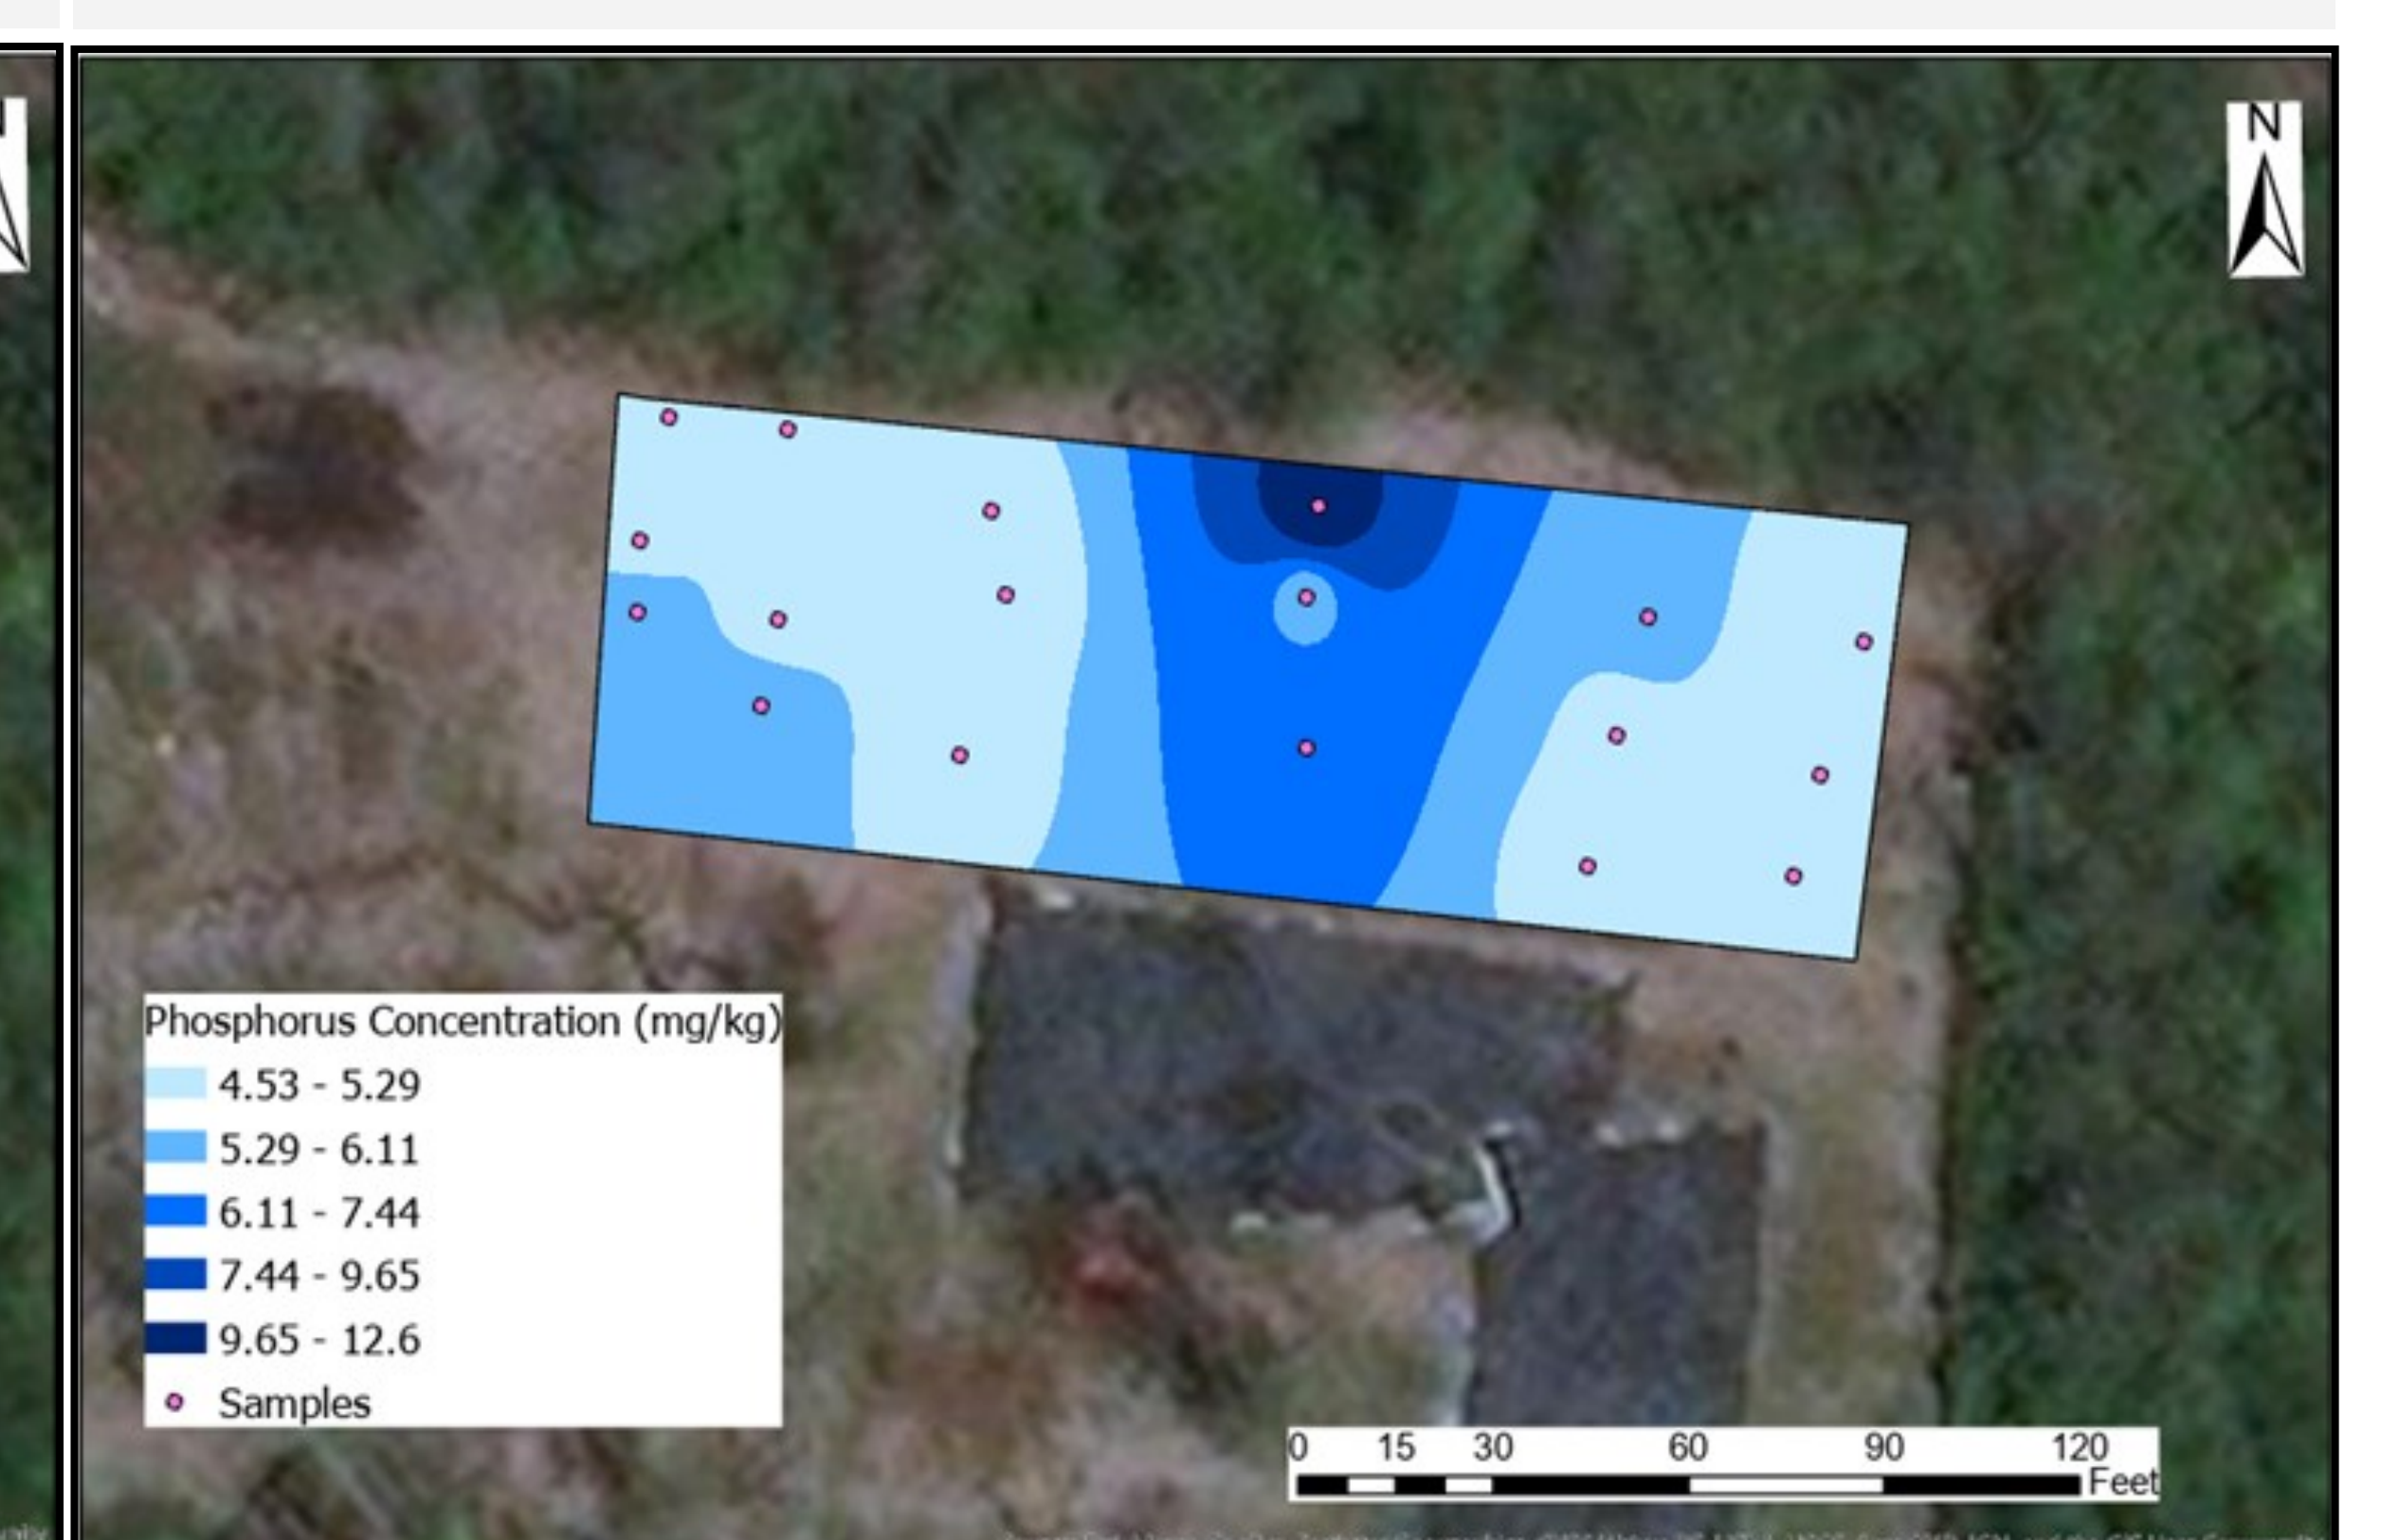 N
Phosphorus Concentration (mg/kg)
4.53 - 5.29
5.29 - 6.11
6.11 - 7.44
7.44 - 9.65
9.65 - 12.6
Samples
0 15 30 60 90 120
Feet